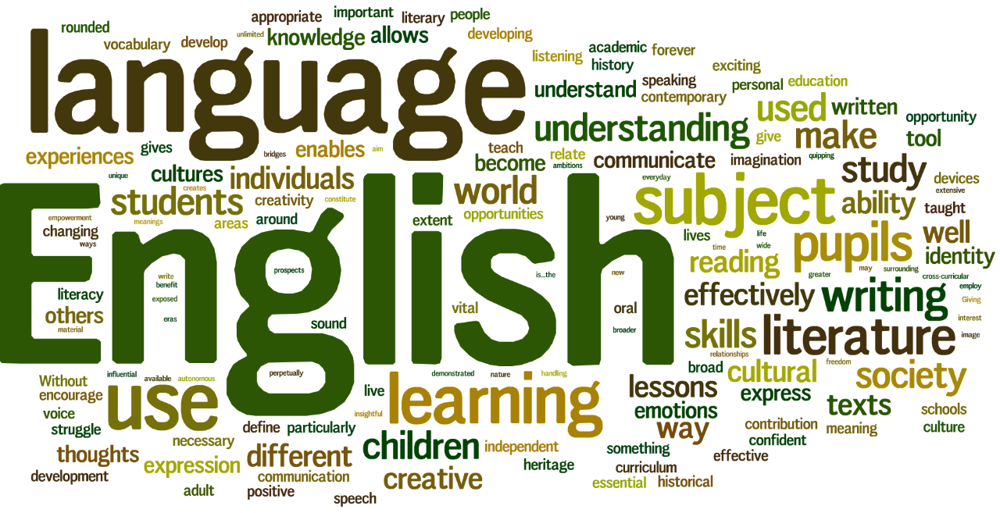 appropriate
important
literary
people
rounded
vocabulary
develop
unlimited
knowledge
allows
developing
language
listening
academic
forever
history
exciting
understand
speaking
contemporary
personal
education
used
written
opportunity
understanding
give
make
tool
experiences
gives
bridges
enables
aim
teach
relate
become
ambitions
communicate
imagination
quipping
study
unique
cultures
creates
individuals
world
everyday
subject
devices
extensive
students
creativity
constitute
opportunities
ability
taught
empowerment
meanings
areas
around
extent
young
changing
ways
English
lives
life
wide
time
pupils
well
identity
reading
greater
may
surrounding
cross-curricular
write
benefit
prospects
is...the
new
employ
literacy
exposed
effectively
writing
Giving
others
material
eras
sound
vital
oral
broader
skills
literature
interest
image
relationships
influential
available
autonomous
perpetually
demonstrated
nature
handling
broad
cultural
freedom
society
Without
encourage
use
live
learning
insightful
lessons
express
voice
struggle
emotions
texts
schools
culture
define
particularly
way
contribution
meaning
confident
necessary
thoughts
expression
different
children
independent
something
effective
development
communication
creative
heritage
curriculum
essential
historical
adult
positive
speech